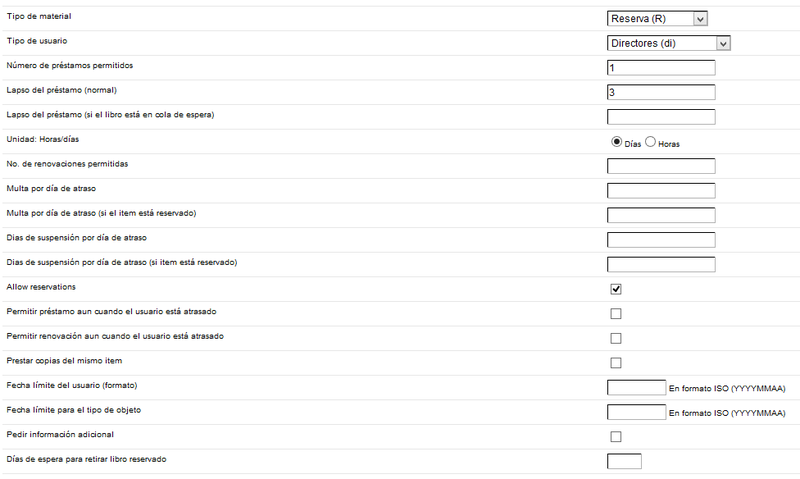 Tipo de material Reserva (R)
Tipo de usuario Directores (di)
Número de préstamos permitidos 1
Lapso del préstamo (normal) 3
Lapso del préstamo (si el libro está en cola de espera)
Unidad: Horas/días Días Horas
No. de renovaciones permitidas
Multa por día de atraso
Multa por día de atraso (si el item está reservado)
Dias de suspensión por día de atraso
Dias de suspensión por día de atraso (si item está reservado)
Allow reservations
Permitir préstamo aun cuando el usuario está atrasado
Permitir renovación aun cuando el usuario está atrasado
Prestar copias del mismo item
Fecha límite del usuario (formato) En formato ISO (YYYYMMAA)
Fecha límite para el tipo de objeto En formato ISO (YYYYMMAA)
Pedir información adicional
Días de espera para retirar libro reservado